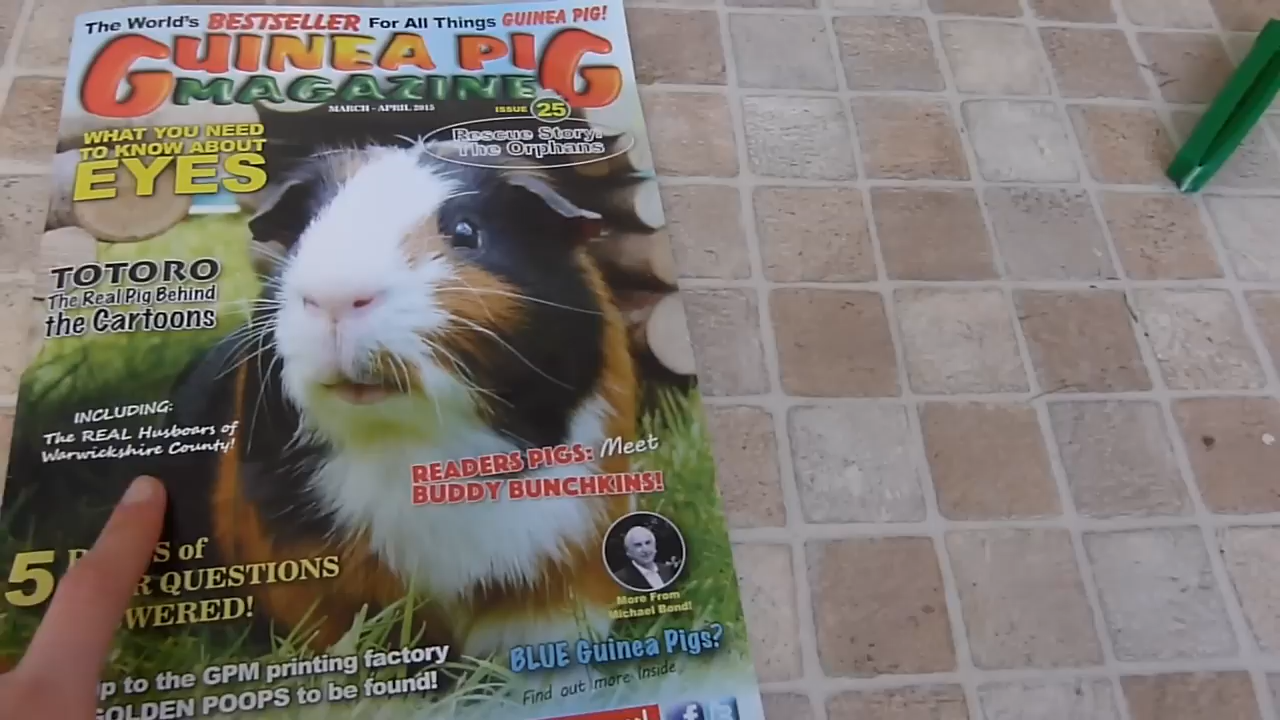 The World's BESTSELLER For All Things GUINEA PIG!
GUINEA PIG
MAGAZINE
MARCH - APRIL 2015
ISSUE 25
WHAT YOU NEED
TO KNOW ABOUT
EYES
Rescue Story:
The Orphans
TOTORO
The Real Pig Behind
the Cartoons
INCLUDING:
The REAL Husboars of
Warwickshire County!
READERS PIGS: Meet
BUDDY BUNCHKINS!
5
S of
QUESTIONS
More From
Michael Bond!
BLUE Guinea Pigs?
Find out more inside
to the GPM printing factory
POOPS to be found!